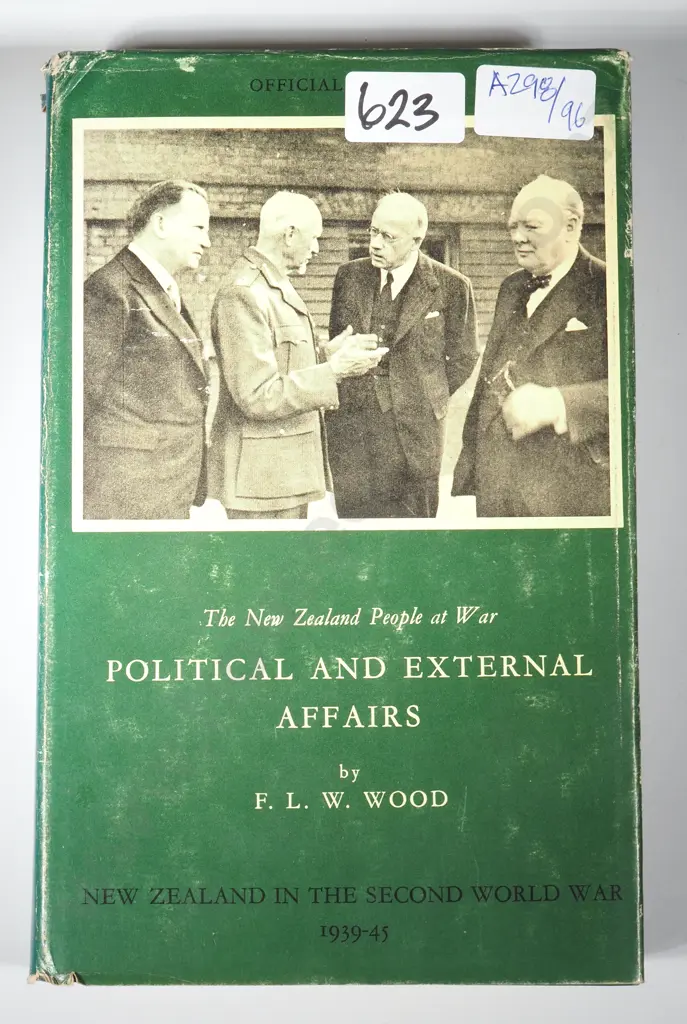 OFFICIAL
623
A298/96
The New Zealand People at War
POLITICAL AND EXTERNAL
AFFAIRS
by
F. L. W. WOOD
NEW ZEALAND IN THE SECOND WORLD WAR
1939-45